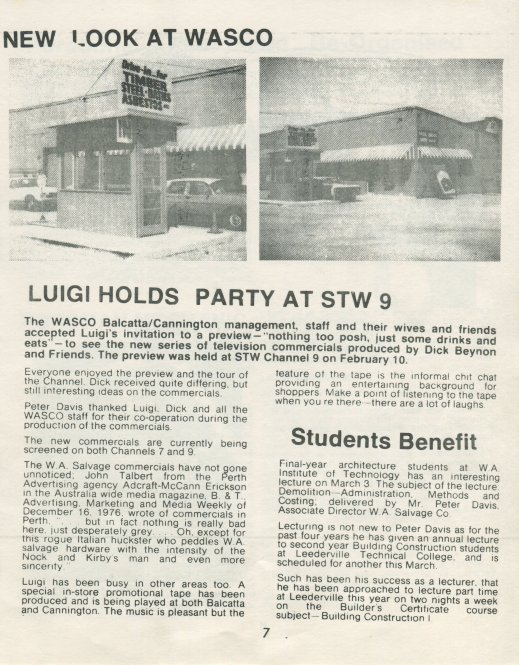 NEW LOOK AT WASCO
Drive-in for
TIMBER
STEEL-BRICKS
ASBESTOS
IN
LUIGI HOLDS PARTY AT STW 9
The WASCO Balcatta/Cannington management, staff and their wives and friends
accepted Luigi's invitation to a preview—"nothing too posh, just some drinks and
eats"—to see the new series of television commercials produced by Dick Beynon
and Friends. The preview was held at STW Channel 9 on February 10.
Everyone enjoyed the preview and the tour of
the Channel. Dick received quite differing, but
still interesting ideas on the commercials.
Peter Davis thanked Luigi, Dick and all the
WASCO staff for their co-operation during the
production of the commercials.
The new commercials are currently being
screened on both Channels 7 and 9.
The W.A. Salvage commercials have not gone
unnoticed; John Talbert from the Perth
Advertising agency Adcraft-McCann Erickson
in the Australia wide media magazine, B. & T.,
Advertising, Marketing and Media Weekly of
December 16, 1976, wrote of commercials in
Perth, . . . . but in fact nothing is really bad
here, just desperately grey. . . . Oh, except for
this rogue Italian huckster who peddles W.A.
salvage hardware with the intensity of the
Nock and Kirby's man and even more
sincerity.
Luigi has been busy in other areas too. A
special in-store promotional tape has been
produced and is being played at both Balcatta
and Cannington. The music is pleasant but the
feature of the tape is the informal chit chat
providing an entertaining background for
shoppers. Make a point of listening to the tape
when you're there—there are a lot of laughs.
Students Benefit
Final-year architecture students at W.A.
Institute of Technology has an interesting
lecture on March 3. The subject of the lecture:
Demolition—Administration, Methods and
Costing, delivered by Mr. Peter Davis,
Associate Director W.A. Salvage Co.
Lecturing is not new to Peter Davis as for the
past four years he has given an annual lecture
to second year Building Construction students
at Leederville Technical College, and is
scheduled for another this March.
Such has been his success as a lecturer, that
he has been approached to lecture part time
at Leederville this year on two nights a week
on the Builder's Certificate course
subject—Building Construction I.
7